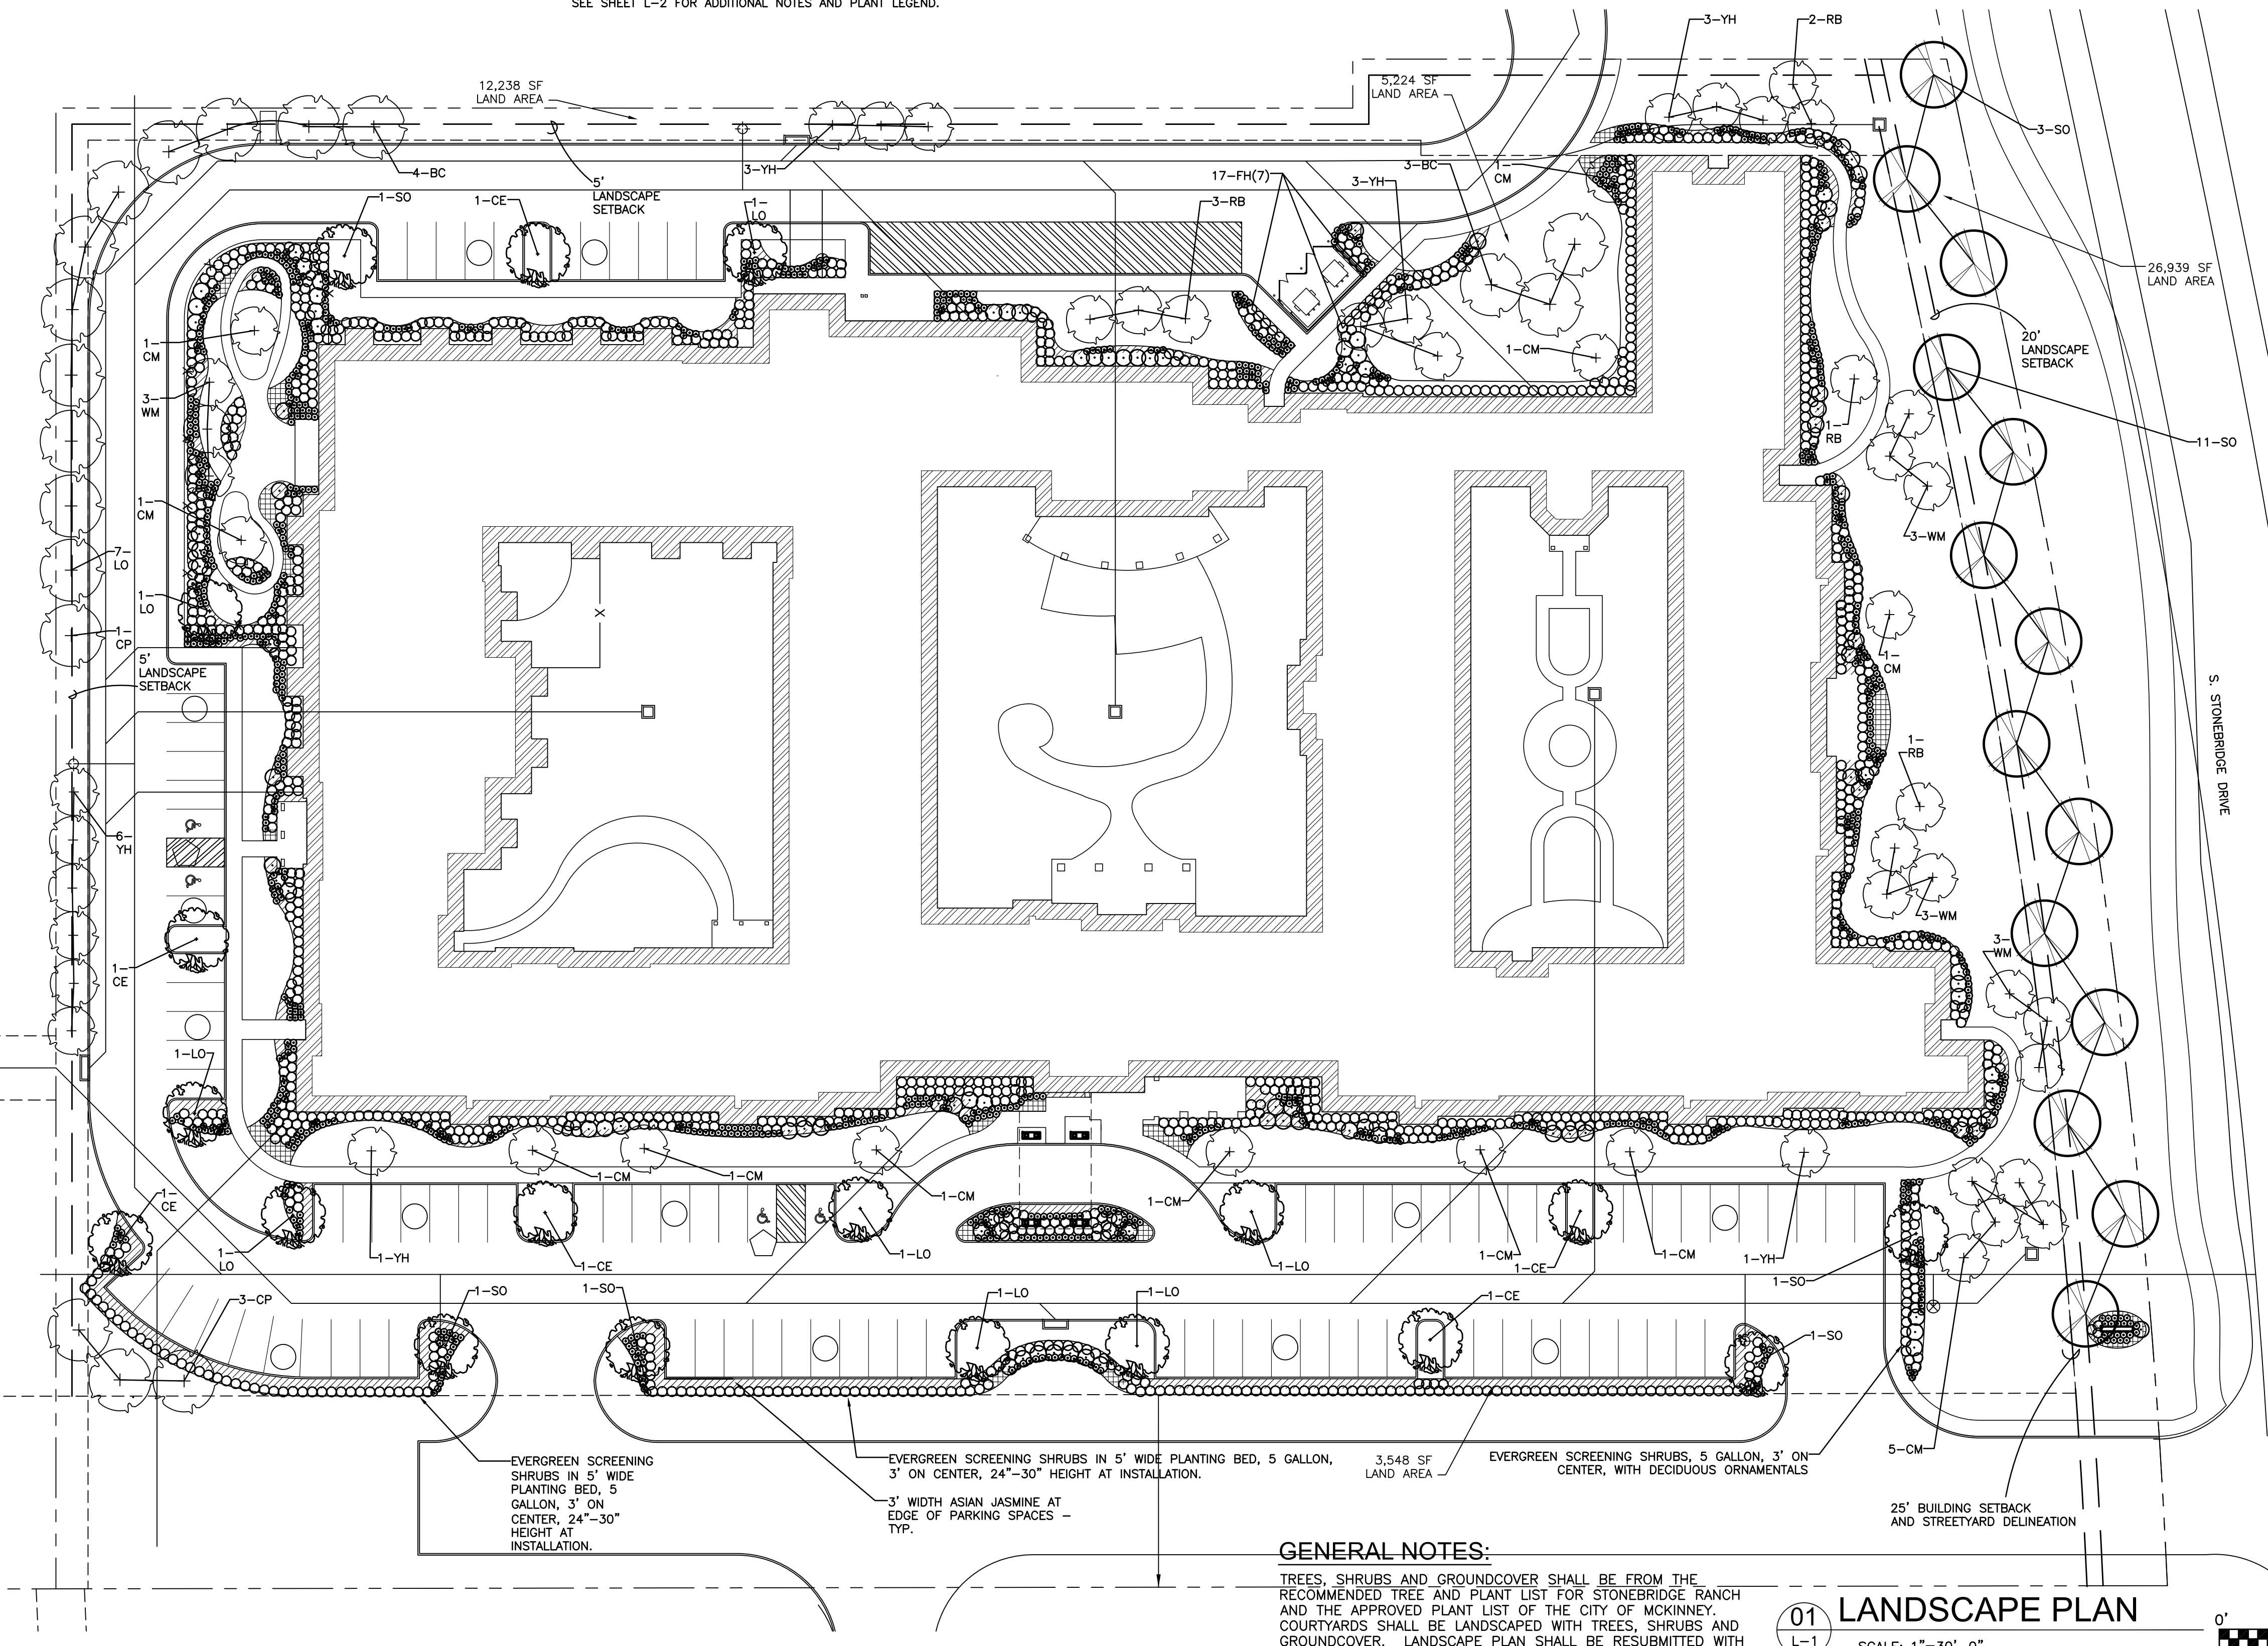 SEE SHEET L-2 FOR ADDITIONAL NOTES AND PLANT LEGEND.
3-YH
2-RB
12,238 SF
LAND AREA
5,224 SF
LAND AREA
3-SO
4-BC
3-YH
5'
LANDSCAPE
SETBACK
1-SO
1-CE
1-
LO
17-FH(7)
3-RB
3-YH
3-BC
1-
CM
26,939 SF
LAND AREA
20'
LANDSCAPE
SETBACK
1-
CM
3-
WM
1-CM
1-
RB
11-SO
1-
CM
3-WM
7-
LO
1-
LO
1-
CP
5'
LANDSCAPE
SETBACK
X
1-
CM
S. STONEBRIDGE DRIVE
1-
RB
6-
YH
3-WM
3-
WM
1-
CE
1-LO
1-CM
1-CM
1-CM
1-CM
1-
CE
1-
LO
1-YH
1-CE
1-LO
1-LO
1-CM
1-CE
1-CM
1-YH
1-SO
3-CP
1-SO
1-SO
1-LO
1-LO
1-CE
1-SO
5-CM
EVERGREEN SCREENING
SHRUBS IN 5' WIDE
PLANTING BED, 5
GALLON, 3' ON
CENTER, 24"-30"
HEIGHT AT
INSTALLATION.
EVERGREEN SCREENING SHRUBS IN 5' WIDE PLANTING BED, 5 GALLON,
3' ON CENTER, 24"-30" HEIGHT AT INSTALLATION.
3' WIDTH ASIAN JASMINE AT
EDGE OF PARKING SPACES -
TYP.
3,548 SF
LAND AREA
EVERGREEN SCREENING SHRUBS, 5 GALLON, 3' ON
CENTER, WITH DECIDUOUS ORNAMENTALS
25' BUILDING SETBACK
AND STREETYARD DELINEATION
GENERAL NOTES:
TREES, SHRUBS AND GROUNDCOVER SHALL BE FROM THE
RECOMMENDED TREE AND PLANT LIST FOR STONEBRIDGE RANCH
AND THE APPROVED PLANT LIST OF THE CITY OF MCKINNEY.
COURTYARDS SHALL BE LANDSCAPED WITH TREES, SHRUBS AND
GROUNDCOVER. LANDSCAPE PLAN SHALL BE RESUBMITTED WITH
01
L-1
LANDSCAPE PLAN
SCALE: 1"=30'-0"
0'